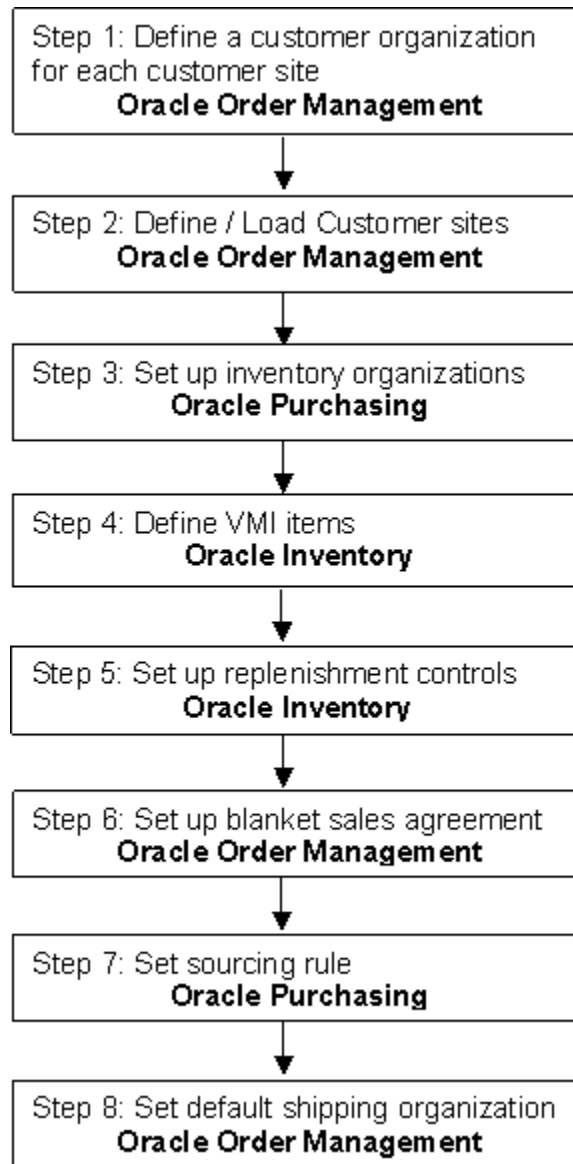 Step 1: Define a customer organization
for each customer site
Oracle Order Management
Step 2: Define / Load Customer sites
Oracle Order Management
Step 3: Set up inventory organizations
Oracle Purchasing
Step 4: Define VMI items
Oracle Inventory
Step 5: Set up replenishment controls
Oracle Inventory
Step 6: Set up blanket sales agreement
Oracle Order Management
Step 7: Set sourcing rule
Oracle Purchasing
Step 8: Set default shipping organization
Oracle Order Management